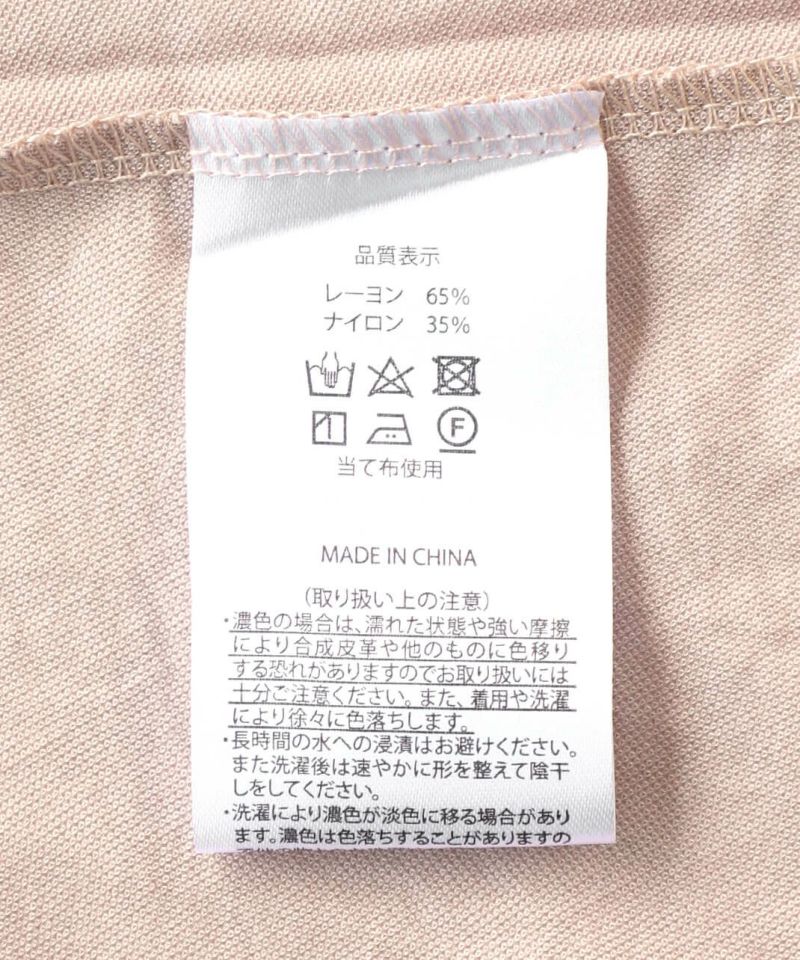 品質表示
レーヨン 65%
ナイロン 35%
F
当て布使用
MADE IN CHINA
(取り扱い上の注意)
・濃色の場合は、濡れた状態や強い摩擦
により合成皮革や他のものに色移り
する恐れがありますのでお取り扱いには
十分ご注意ください。また、着用や洗濯
により徐々に色落ちします。
・長時間の水への浸漬はお避けください。
また洗濯後は速やかに形を整えて陰干
しをしてください。
・洗濯により濃色が淡色に移る場合があり
ます。濃色は色落ちすることがありますの